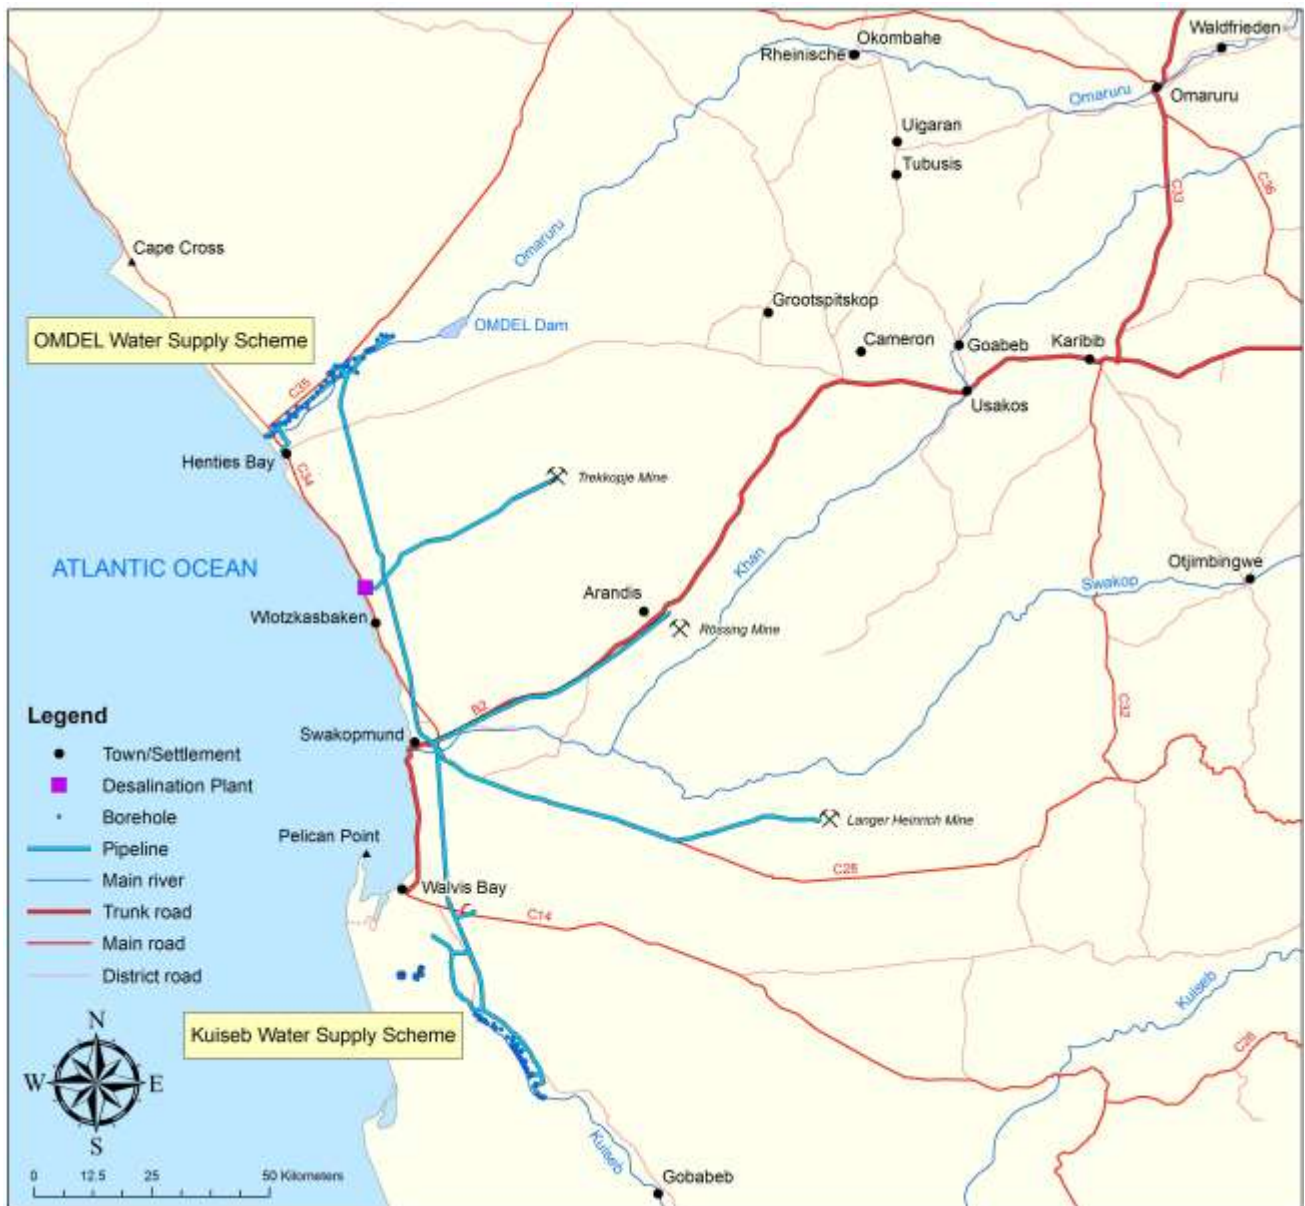 Waldfrieden
Okombahe
Rheinische
Omaruru
Omaruru
Uigaran
Tubusis
C33
C36
Omaruru
Cape Cross
Grootspitskop
OMDEL Dam
OMDEL Water Supply Scheme
Cameron
Goabeb
Karibib
C35
Usakos
Henties Bay
C34
Trekkopje Mine
ATLANTIC OCEAN
Khan
Otjimbingwe
Swakop
Arandis
Wlotzkasbaken
Rössing Mine
B2
C32
Legend
Swakopmund
Town/Settlement
Desalination Plant
Borehole
Langer Heinrich Mine
Pelican Point
Pipeline
C28
Main river
Walvis Bay
Trunk road
C14
Main road
District road
Kuiseb
N
Kuiseb Water Supply Scheme
C26
W
E
S
Kuiseb
Gobabeb
0 12.5 25 50 Kilometers